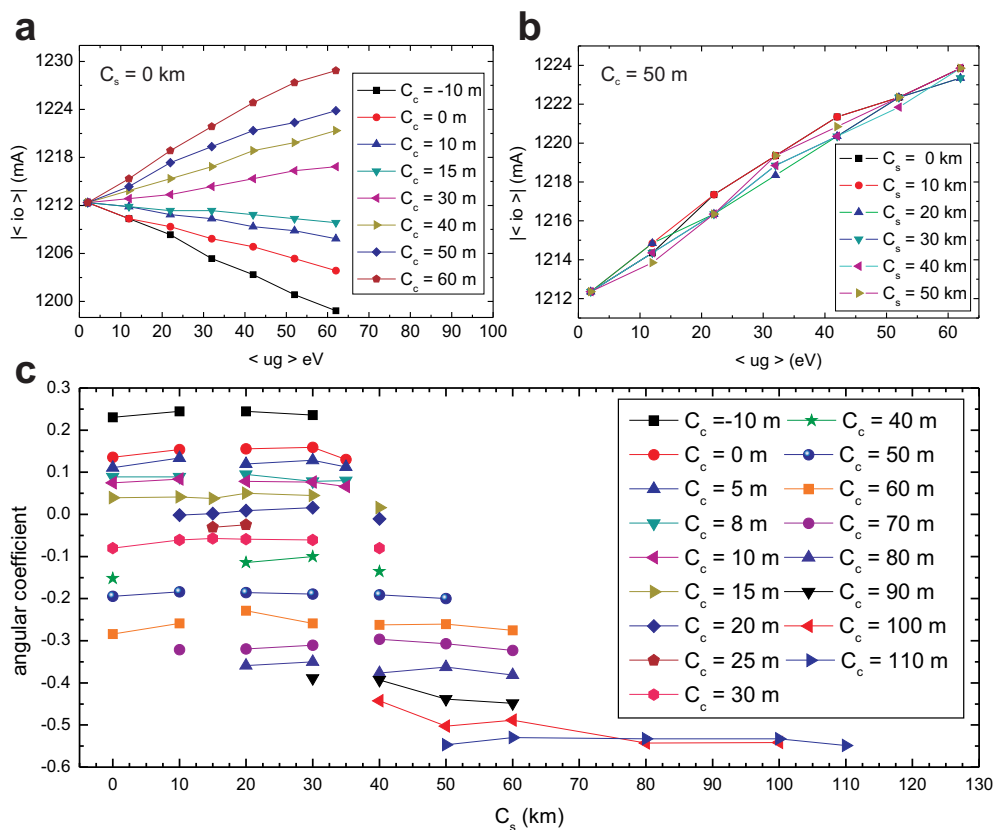 a
C_s = 0 km
1230
1224
1218
1212
1206
1200
|< io >| (mA)
0 10 20 30 40 50 60 70 80 90 100
< ug > eV
C_c = -10 m
C_c = 0 m
C_c = 10 m
C_c = 15 m
C_c = 30 m
C_c = 40 m
C_c = 50 m
C_c = 60 m
b
C_c = 50 m
1224
1222
1220
1218
1216
1214
1212
|< io >| (mA)
0 10 20 30 40 50 60
< ug > (eV)
C_s = 0 km
C_s = 10 km
C_s = 20 km
C_s = 30 km
C_s = 40 km
C_s = 50 km
c
0.3
0.2
0.1
0.0
-0.1
-0.2
-0.3
-0.4
-0.5
-0.6
angular coefficient
0 10 20 30 40 50 60 70 80 90 100 110 120 130
C_s (km)
C_c =-10 m
C_c = 0 m
C_c = 5 m
C_c = 8 m
C_c = 10 m
C_c = 15 m
C_c = 20 m
C_c = 25 m
C_c = 30 m
C_c = 40 m
C_c = 50 m
C_c = 60 m
C_c = 70 m
C_c = 80 m
C_c = 90 m
C_c = 100 m
C_c = 110 m